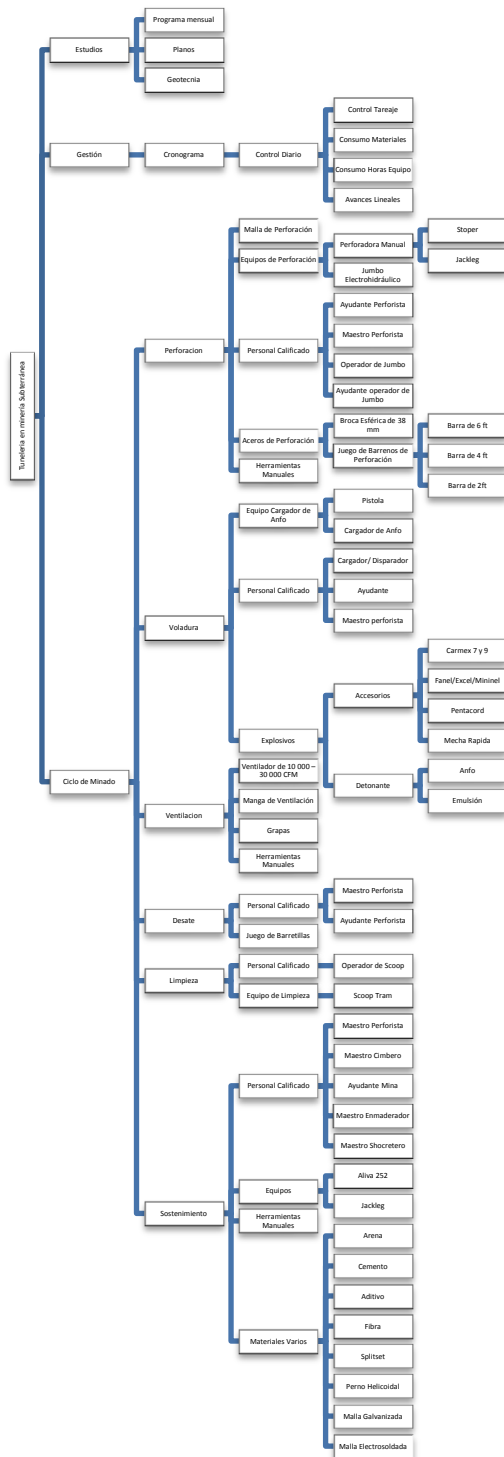 Tuneleria en minería Subterránea
Estudios
Programa mensual
Planos
Geotecnia
Gestión
Cronograma
Control Diario
Control Tareaje
Consumo Materiales
Consumo Horas Equipo
Avances Lineales
Ciclo de Minado
Perforacion
Malla de Perforación
Equipos de Perforación
Perforadora Manual
Stoper
Jackleg
Jumbo
Electrohidráulico
Personal Calificado
Ayudante Perforista
Maestro Perforista
Operador de Jumbo
Ayudante operador de
Jumbo
Aceros de Perforación
Broca Esférica de 38
mm
Juego de Barrenos de
Perforación
Barra de 6 ft
Barra de 4 ft
Barra de 2ft
Herramientas
Manuales
Voladura
Equipo Cargador de
Anfo
Pistola
Cargador de Anfo
Personal Calificado
Cargador/ Disparador
Ayudante
Maestro perforista
Explosivos
Accesorios
Carmex 7 y 9
Fanel/Excel/Mininel
Pentacord
Mecha Rapida
Detonante
Anfo
Emulsión
Ventilacion
Ventilador de 10 000 –
30 000 CFM
Manga de Ventilación
Grapas
Herramientas
Manuales
Desate
Personal Calificado
Maestro Perforista
Ayudante Perforista
Juego de Barretillas
Limpieza
Personal Calificado
Operador de Scoop
Equipo de Limpieza
Scoop Tram
Sostenimiento
Personal Calificado
Maestro Perforista
Maestro Cimbero
Ayudante Mina
Maestro Enmaderador
Maestro Shocretero
Equipos
Aliva 252
Jackleg
Herramientas
Manuales
Materiales Varios
Arena
Cemento
Aditivo
Fibra
Splitset
Perno Helicoidal
Malla Galvanizada
Malla Electrosoldada